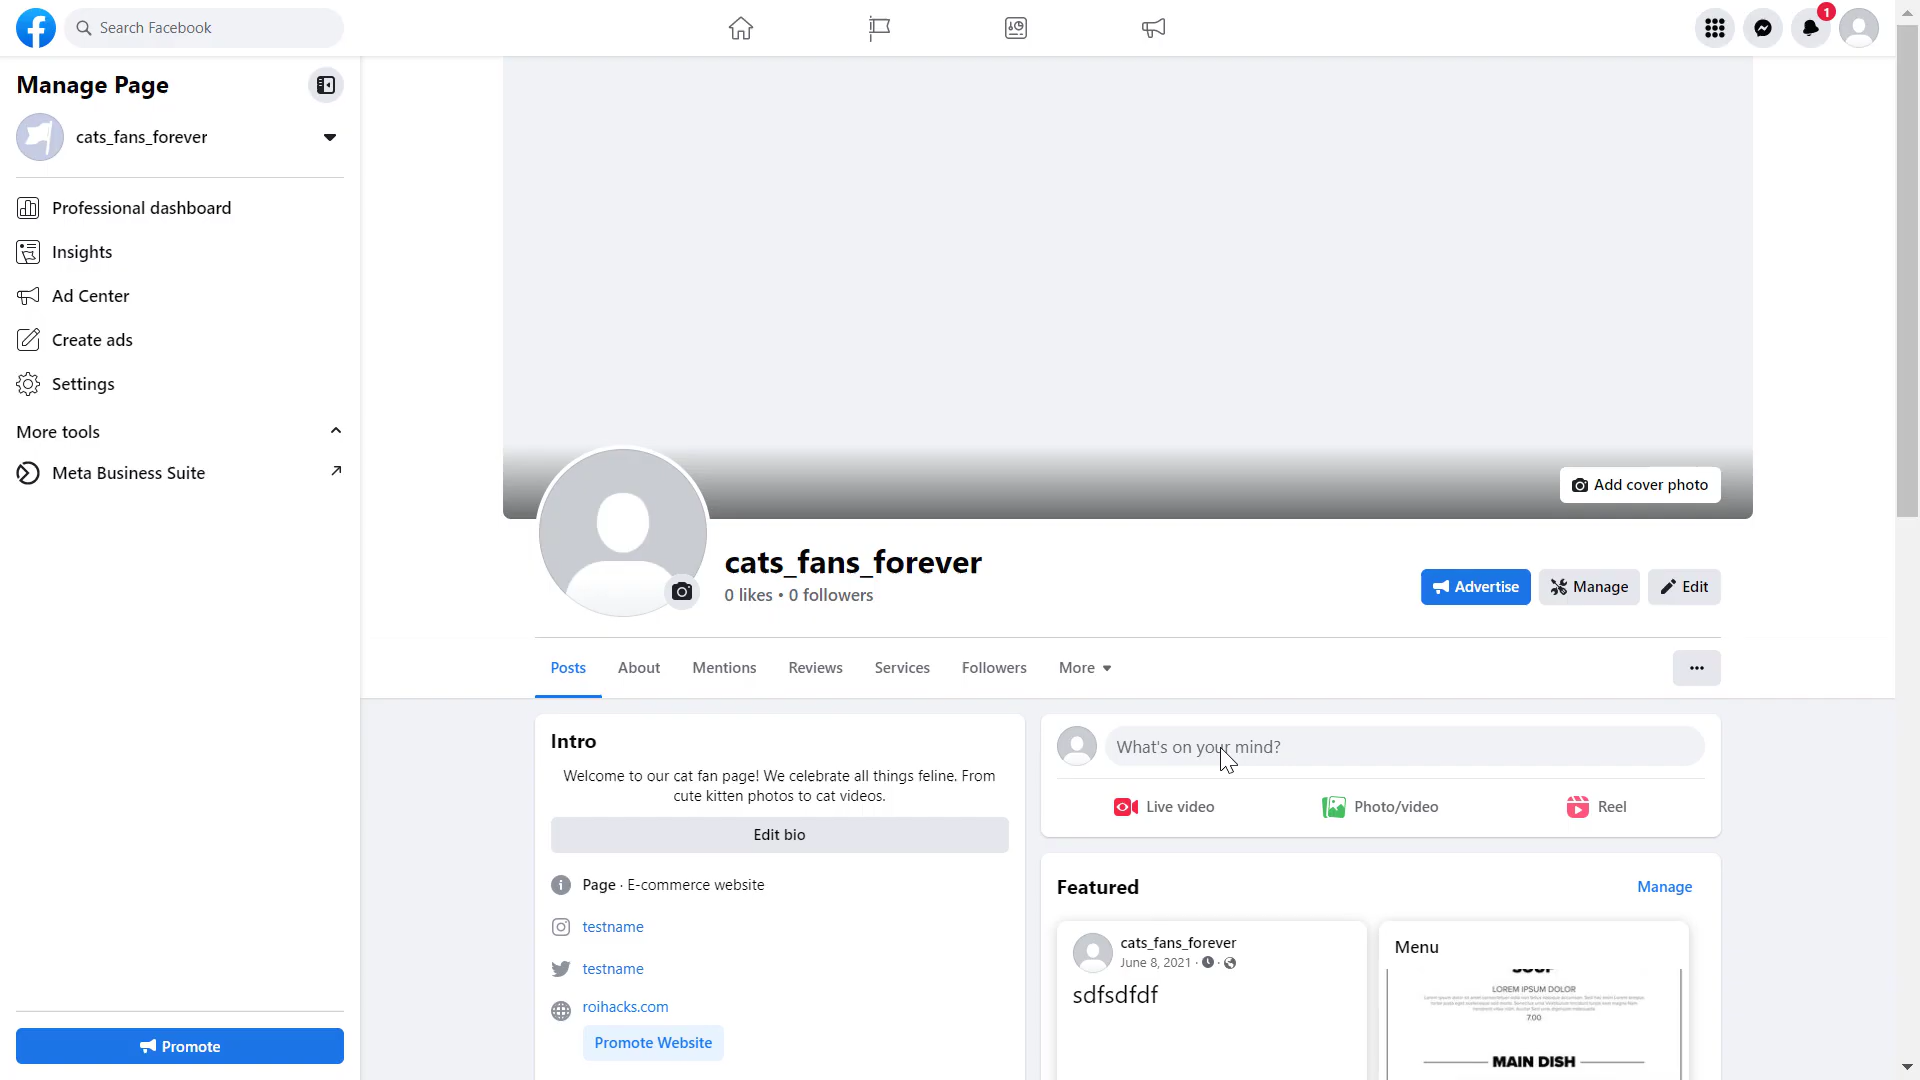 Search Facebook
1
Manage Page
cats_fans_forever
Professional dashboard
Insights
Ad Center
Create ads
Settings
More tools
Meta Business Suite
Promote
Add cover photo
cats_fans_forever
0 likes • 0 followers
Advertise
Manage
Edit
Posts
About
Mentions
Reviews
Services
Followers
More
Intro
Welcome to our cat fan page! We celebrate all things feline. From
cute kitten photos to cat videos.
Edit bio
Page · E-commerce website
testname
testname
roihacks.com
Promote Website
What's on your mind?
Live video
Photo/video
Reel
Featured
Manage
cats_fans_forever
June 8, 2021
sdfsdfdf
Menu
LOREM IPSUM DOLOR
7.00
MAIN DISH